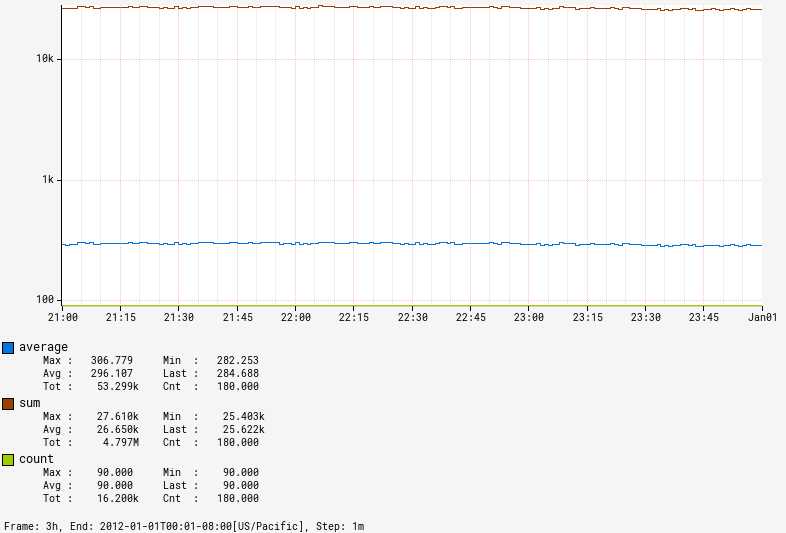 10k
1k
100
21:00 21:15 21:30 21:45 22:00 22:15 22:30 22:45 23:00 23:15 23:30 23:45 Jan01
average
Max : 306.779 Min : 282.253
Avg : 296.107 Last : 284.688
Tot : 53.299k Cnt : 180.000
sum
Max : 27.610k Min : 25.403k
Avg : 26.650k Last : 25.622k
Tot : 4.797M Cnt : 180.000
count
Max : 90.000 Min : 90.000
Avg : 90.000 Last : 90.000
Tot : 16.200k Cnt : 180.000
Frame: 3h, End: 2012-01-01T00:01-08:00[US/Pacific], Step: 1m